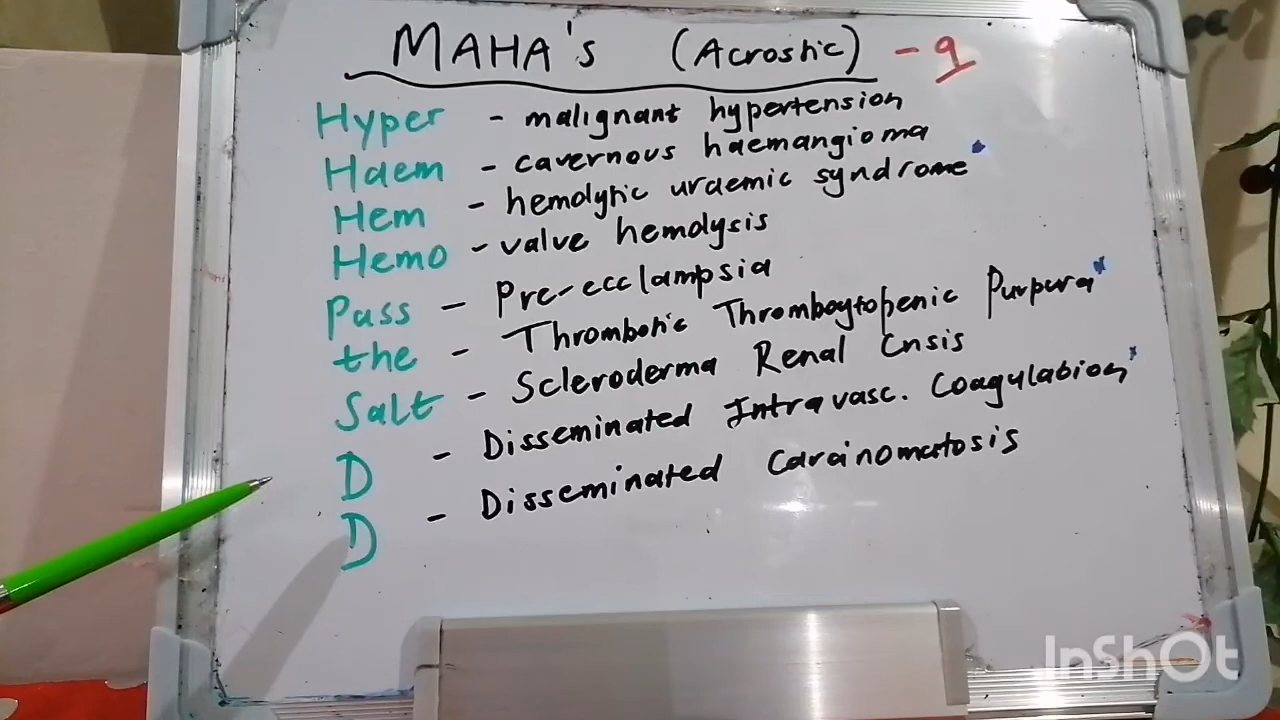 MAHA's (Acrostic) - 9
Hyper - malignant hypertension
Haem - cavernous haemangioma
Hem - hemolytic uraemic syndrome*
Hemo - valve hemolysis
Pass - Pre-ecclampsia
the - Thrombotic Thrombocytopenic Purpura*
Salt - Scleroderma Renal Crisis
D - Disseminated Intravasc. Coagulation*
D - Disseminated Carcinomatosis
InShOt